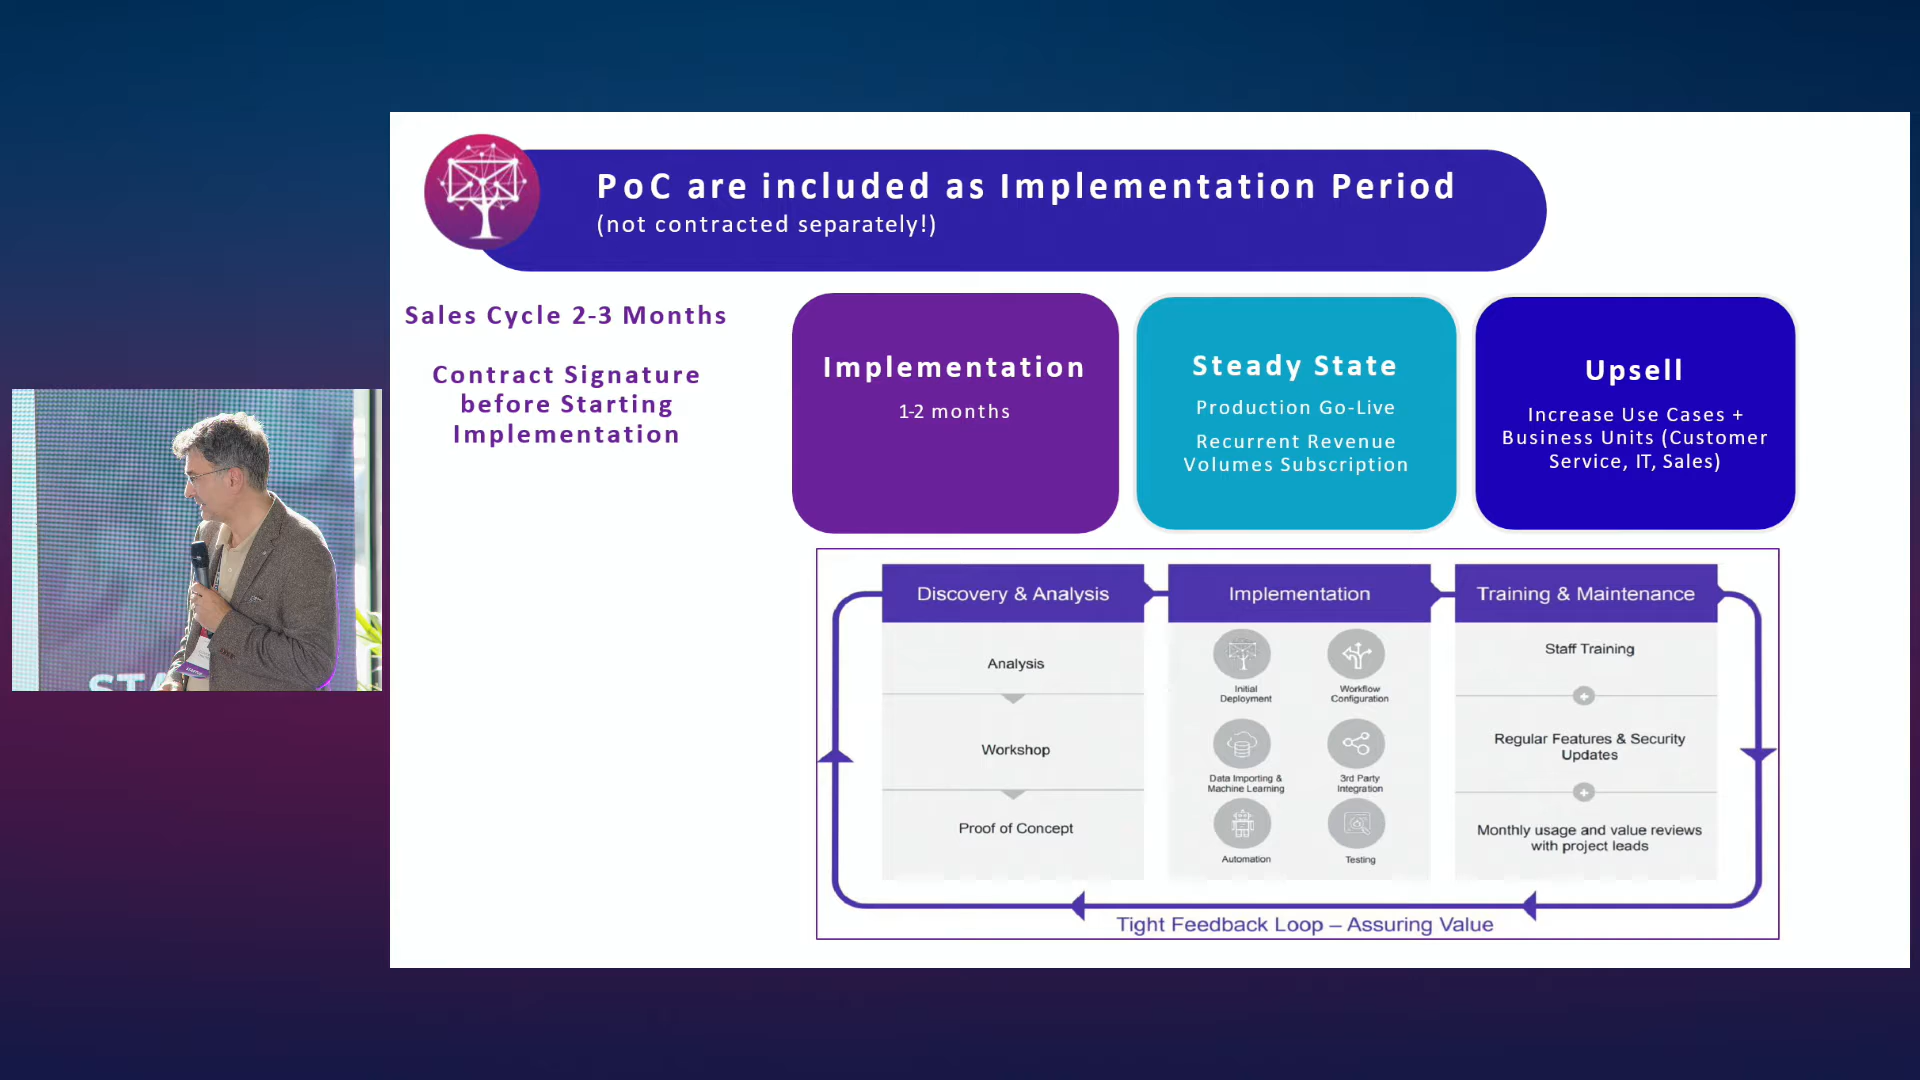 PoC are included as Implementation Period
(not contracted separately!)
Sales Cycle 2-3 Months
Contract Signature
before Starting
Implementation
Implementation
1-2 months
Steady State
Production Go-Live
Recurrent Revenue
Volumes Subscription
Upsell
Increase Use Cases +
Business Units (Customer
Service, IT, Sales)
Discovery & Analysis
Analysis
Workshop
Proof of Concept
Implementation
Initial
Deployment
Workflow
Configuration
Data Importing &
Machine Learning
3rd Party
Integration
Automation
Testing
Training & Maintenance
Staff Training
Regular Features & Security
Updates
Monthly usage and value reviews
with project leads
Tight Feedback Loop – Assuring Value